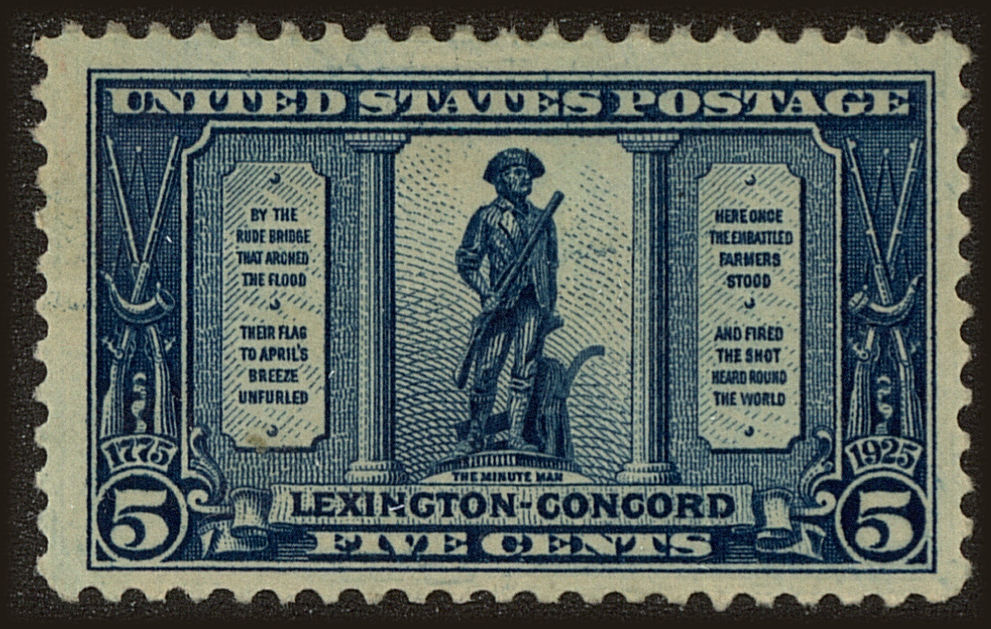 UNITED STATES POSTAGE
BY THE
RUDE BRIDGE
THAT ARCHED
THE FLOOD
THEIR FLAG
TO APRIL'S
BREEZE
UNFURLED
HERE ONCE
THE EMBATTLED
FARMERS
STOOD
AND FIRED
THE SHOT
HEARD ROUND
THE WORLD
1775
1925
THE MINUTE MAN
5
5
LEXINGTON-CONCORD
FIVE CENTS